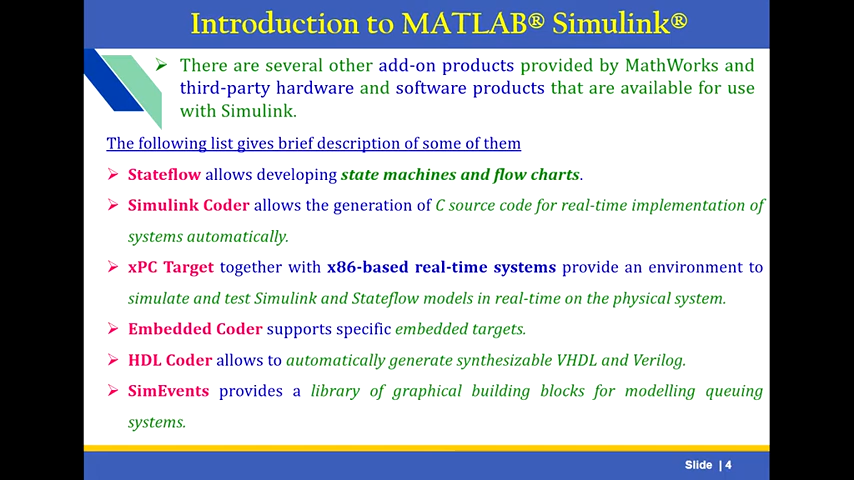 Introduction to MATLAB® Simulink®
➢ There are several other add-on products provided by MathWorks and
third-party hardware and software products that are available for use
with Simulink.
The following list gives brief description of some of them
➢ Stateflow allows developing state machines and flow charts.
➢ Simulink Coder allows the generation of C source code for real-time implementation of
systems automatically.
➢ xPC Target together with x86-based real-time systems provide an environment to
simulate and test Simulink and Stateflow models in real-time on the physical system.
➢ Embedded Coder supports specific embedded targets.
➢ HDL Coder allows to automatically generate synthesizable VHDL and Verilog.
➢ SimEvents provides a library of graphical building blocks for modelling queuing
systems.
Slide | 4